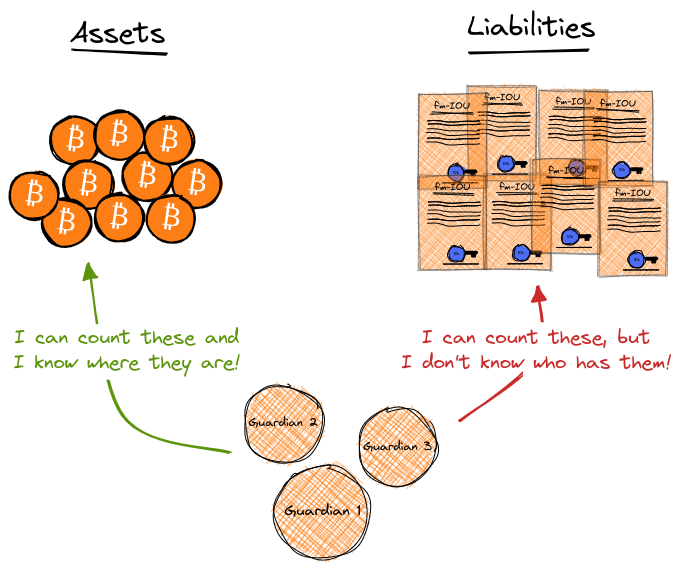 Assets
Liabilities
fm-IOU
fm-IOU
fm-IOU
fm-IOU
fm-IOU
fm-IOU
fm-IOU
fm-IOU
I can count these and
I know where they are!
I can count these, but
I don't know who has them!
Guardian 2
Guardian 3
Guardian 1